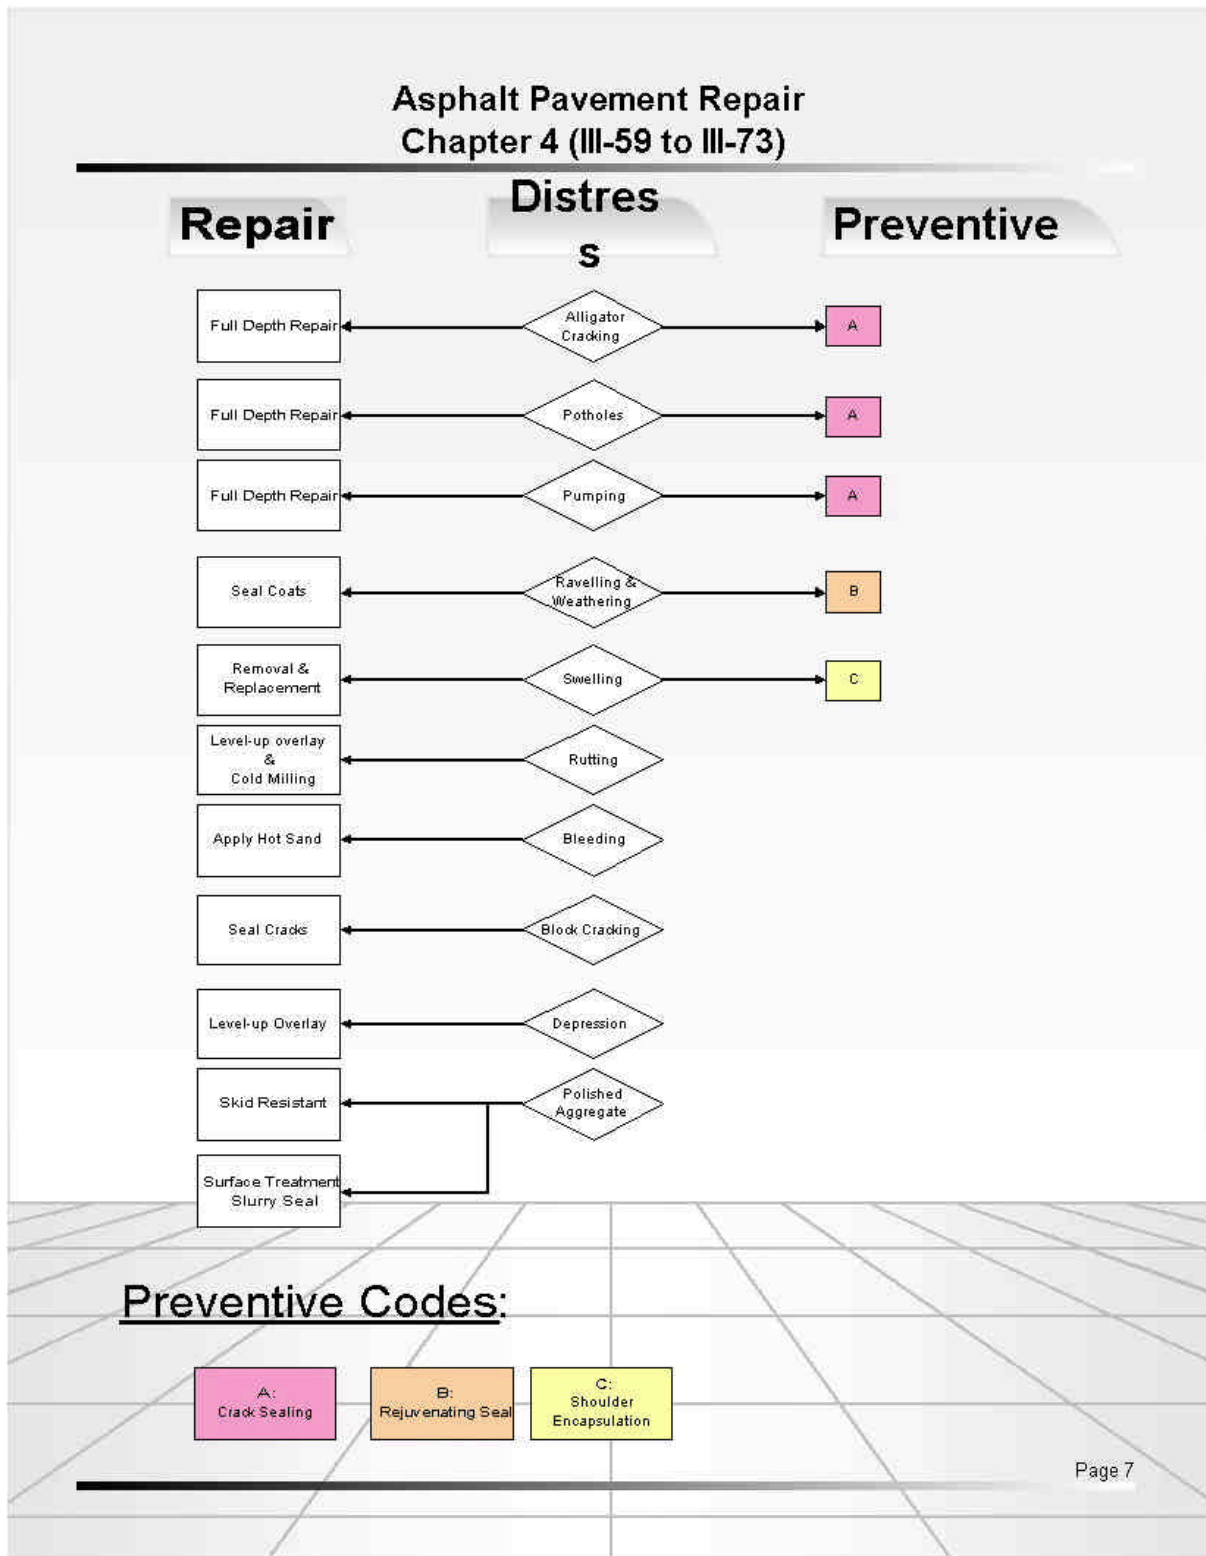 Asphalt Pavement Repair
Chapter 4 (III-59 to III-73)
Repair
Distres
s
Preventive
Full Depth Repair
Alligator
Cracking
A
Full Depth Repair
Potholes
A
Full Depth Repair
Pumping
A
Seal Coats
Ravelling &
Weathering
B
Removal &
Replacement
Swelling
C
Level-up overlay
&
Cold Milling
Rutting
Apply Hot Sand
Bleeding
Seal Cracks
Block Cracking
Level-up Overlay
Depression
Skid Resistant
Polished
Aggregate
Surface Treatment
Slurry Seal
Preventive Codes:
A:
Crack Sealing
B:
Rejuvenating Seal
C:
Shoulder
Encapsulation
Page 7